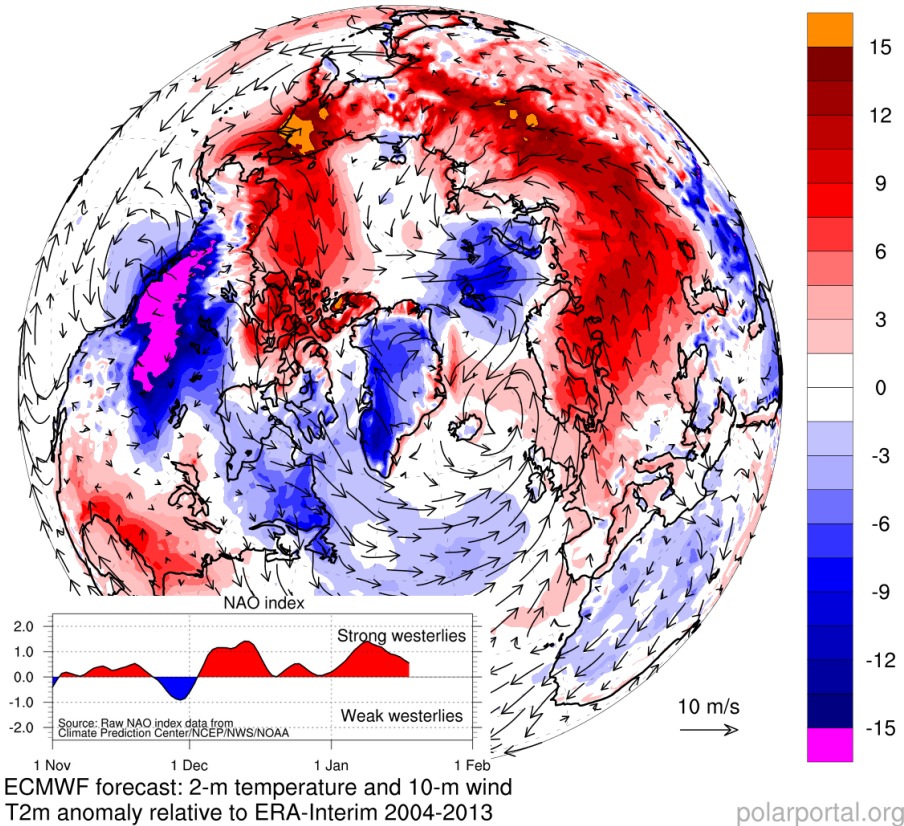 15
12
9
6
3
0
-3
-6
-9
-12
-15
10 m/s
NAO index
2.0
1.0
0.0
-1.0
-2.0
Strong westerlies
Weak westerlies
Source: Raw NAO index data from
Climate Prediction Center/NCEP/NWS/NOAA
1 Nov 1 Dec 1 Jan 1 Feb
ECMWF forecast: 2-m temperature and 10-m wind
T2m anomaly relative to ERA-Interim 2004-2013
polarportal.org